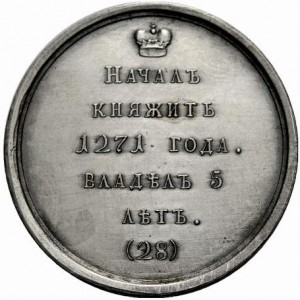 Началъ
княжить
1271 года.
владѣлъ 5
лѣтъ.
(28)